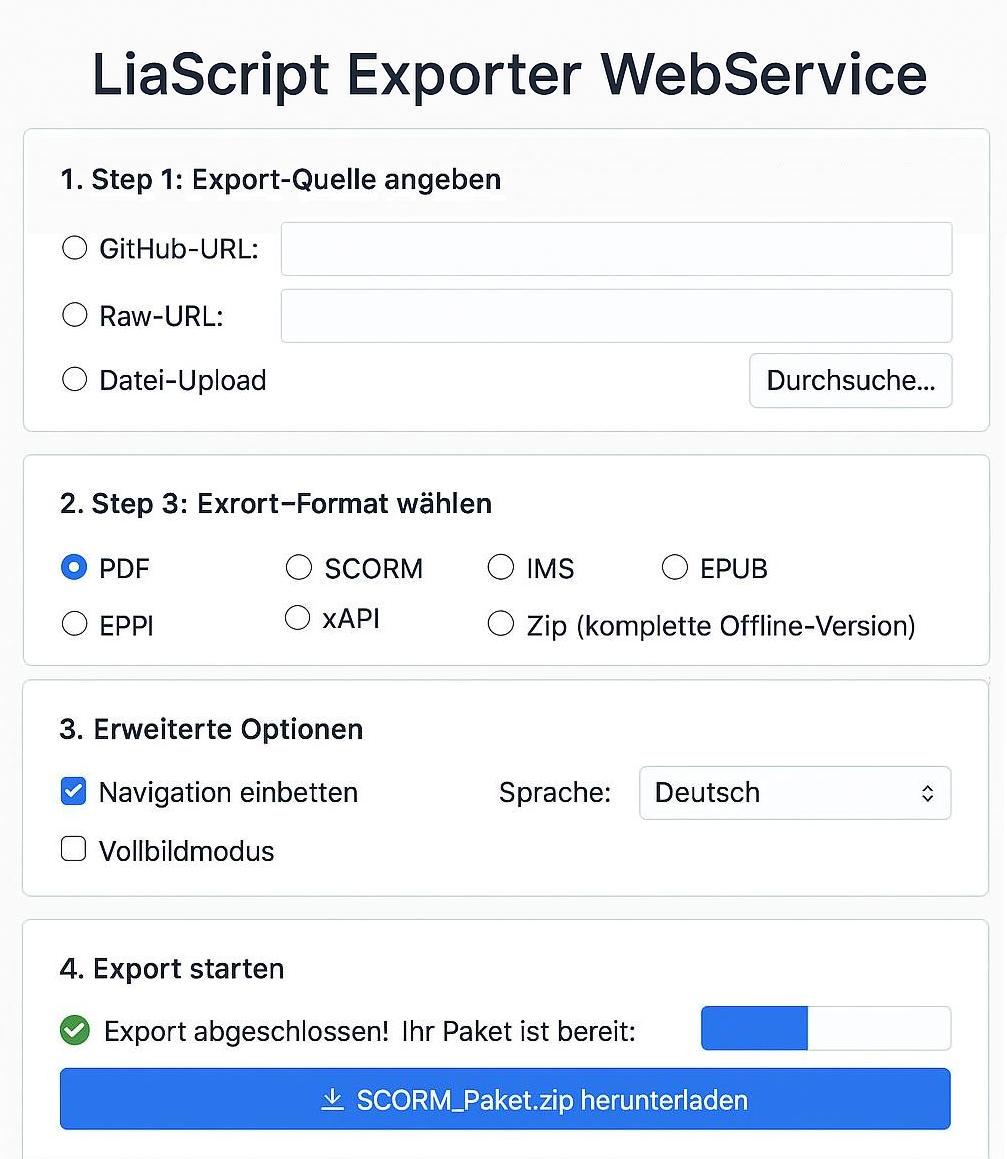 LiaScript Exporter WebService
1. Step 1: Export-Quelle angeben
GitHub-URL:
Raw-URL:
Datei-Upload Durchsuche...
2. Step 3: Exrort–Format wählen
PDF SCORM IMS EPUB
EPPI xAPI Zip (komplette Offline-Version)
3. Erweiterte Optionen
Navigation einbetten Sprache: Deutsch
Vollbildmodus
4. Export starten
Export abgeschlossen! Ihr Paket ist bereit:
SCORM_Paket.zip herunterladen